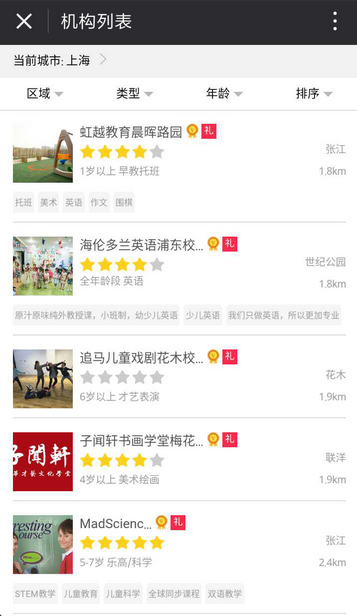 机构列表
当前城市: 上海
区域 类型 年龄 排序
虹越教育晨晖路园 礼
张江
1岁以上 早教托班 1.8km
托班 美术 英语 作文 围棋
海伦多兰英语浦东校... 礼
世纪公园
全年龄段 英语 1.8km
原汁原味纯外教授课，小班制，幼少儿英语 少儿英语 我们只做英语，所以更加专业
追马儿童戏剧花木校... 礼
花木
6岁以上 才艺表演 1.9km
子闻轩书画学堂梅花... 礼
联洋
4岁以上 美术绘画 1.9km
子聞軒
MadScienc... 礼
张江
5-7岁 乐高/科学 2.4km
STEM教学 儿童教育 儿童科学 全球同步课程 双语教学